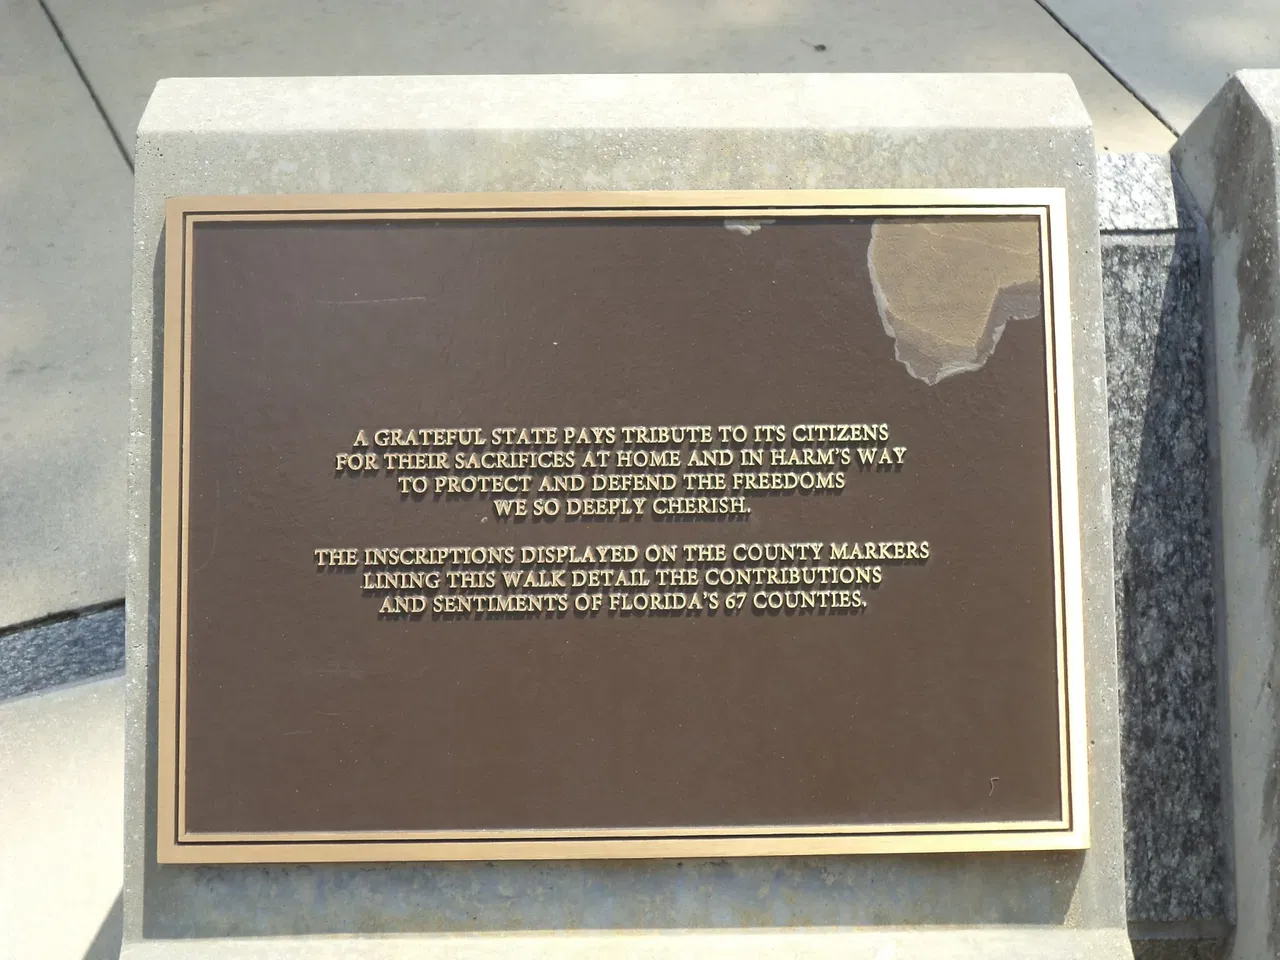 A GRATEFUL STATE PAYS TRIBUTE TO ITS CITIZENS
FOR THEIR SACRIFICES AT HOME AND IN HARM'S WAY
TO PROTECT AND DEFEND THE FREEDOMS
WE SO DEEPLY CHERISH.
THE INSCRIPTIONS DISPLAYED ON THE COUNTY MARKERS
LINING THIS WALK DETAIL THE CONTRIBUTIONS
AND SENTIMENTS OF FLORIDA'S 67 COUNTIES.